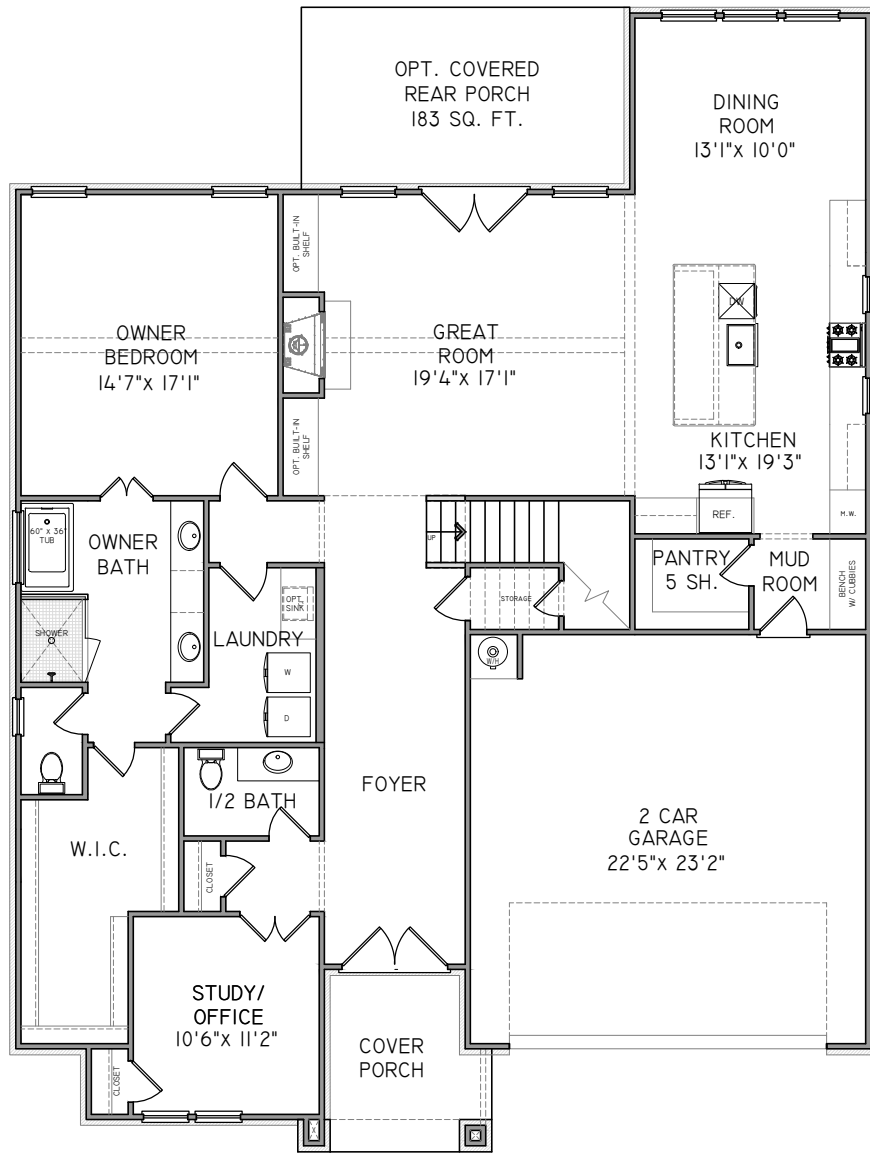 OPT. COVERED
REAR PORCH
183 SQ. FT.
DINING
ROOM
13'1"x 10'0"
OPT. BUILT-IN
SHELF
DW
OWNER
BEDROOM
14'7"x 17'1"
GREAT
ROOM
19'4"x 17'1"
OPT. BUILT-IN
SHELF
KITCHEN
13'1"x 19'3"
REF.
M.W.
60" x 36"
TUB
OWNER
BATH
UP
PANTRY
5 SH.
MUD
ROOM
BENCH
W/ CUBBIES
OPT.
SINK
STORAGE
SHOWER
LAUNDRY
W
W/H
D
FOYER
1/2 BATH
2 CAR
GARAGE
22'5"x 23'2"
W.I.C.
CLOSET
STUDY/
OFFICE
10'6"x 11'2"
COVER
PORCH
CLOSET